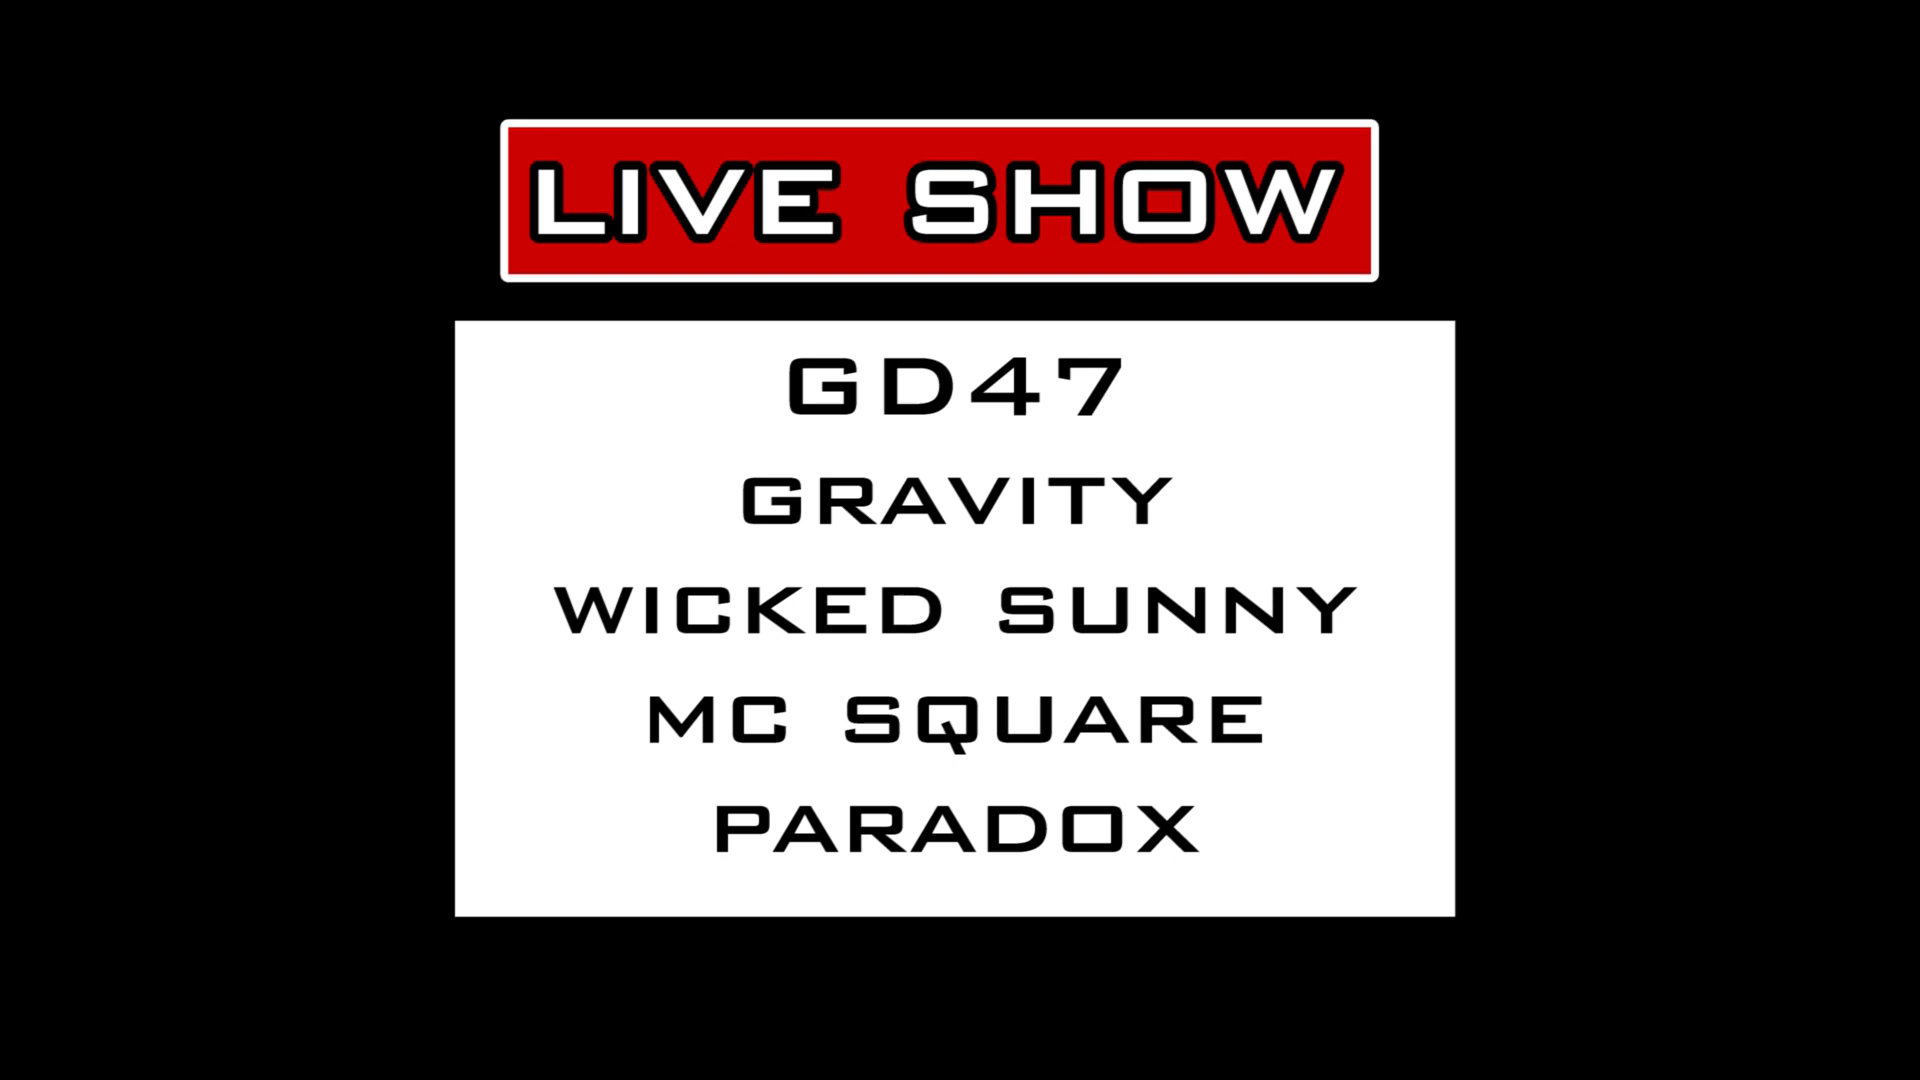 LIVE SHOW
GD47
GRAVITY
WICKED SUNNY
MC SQUARE
PARADOX